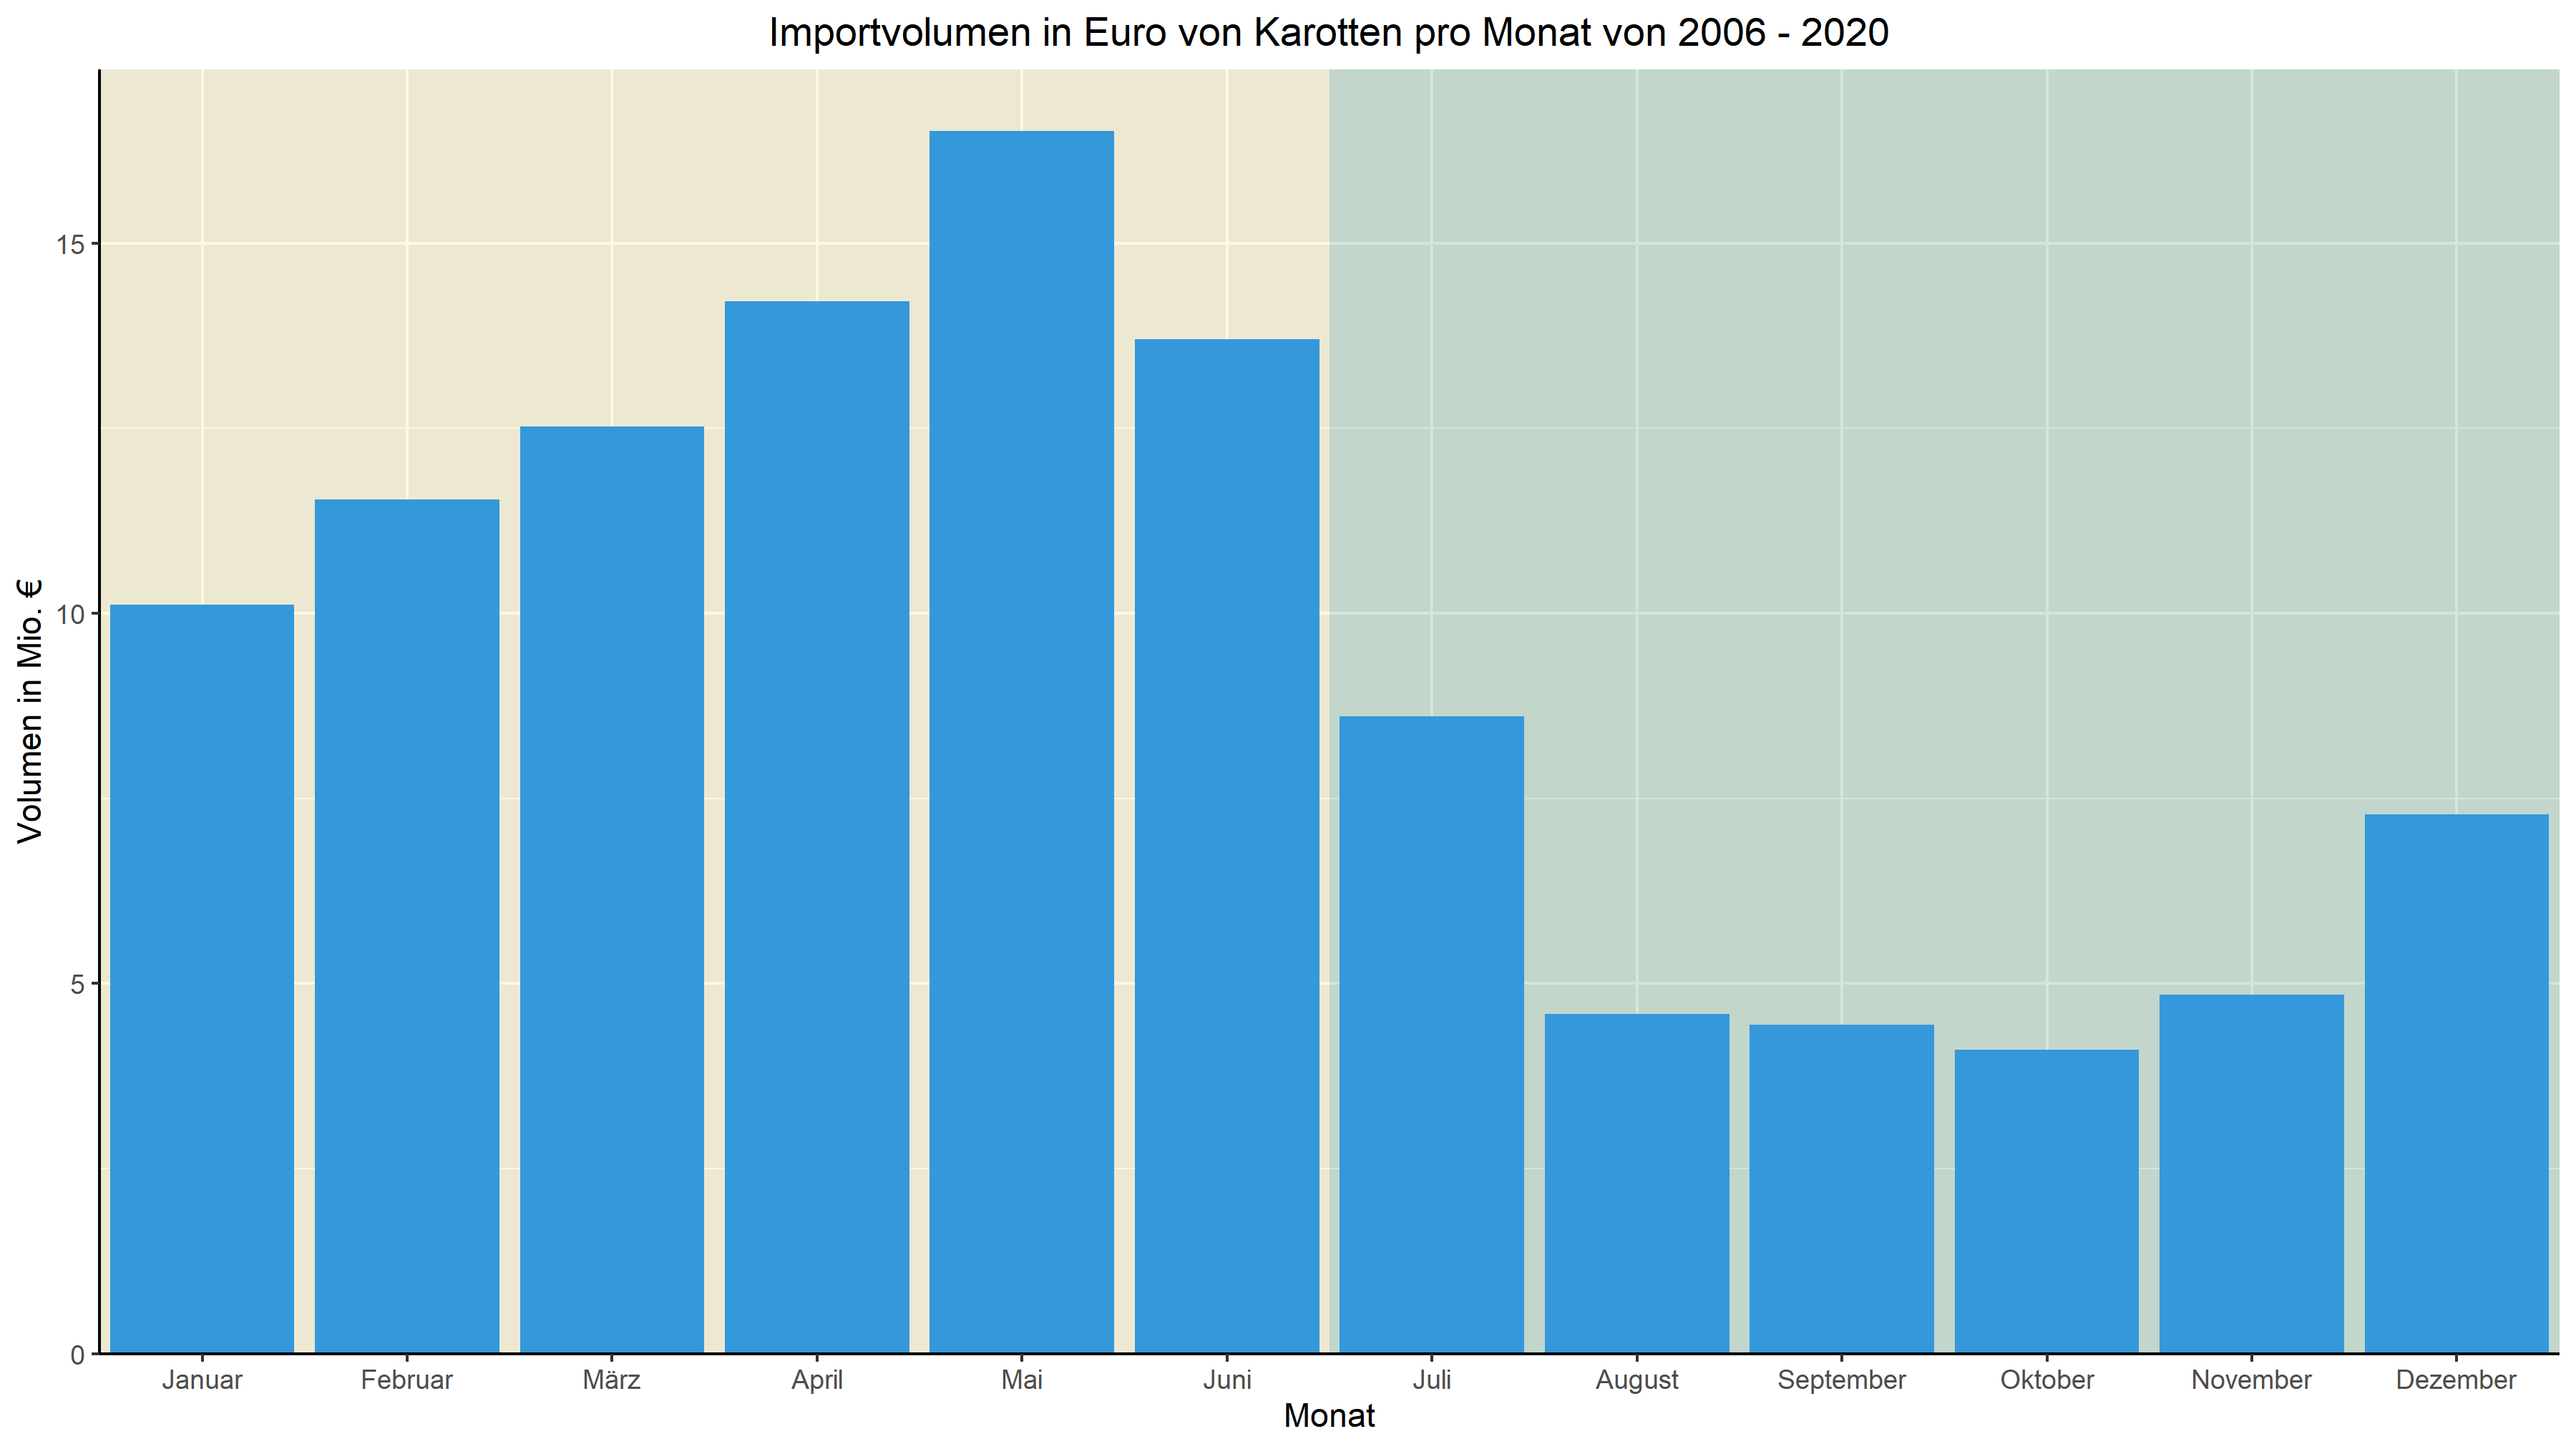 Importvolumen in Euro von Karotten pro Monat von 2006 - 2020
Volumen in Mio. €
15
10
5
0
Januar Februar März April Mai Juni Juli August September Oktober November Dezember
Monat